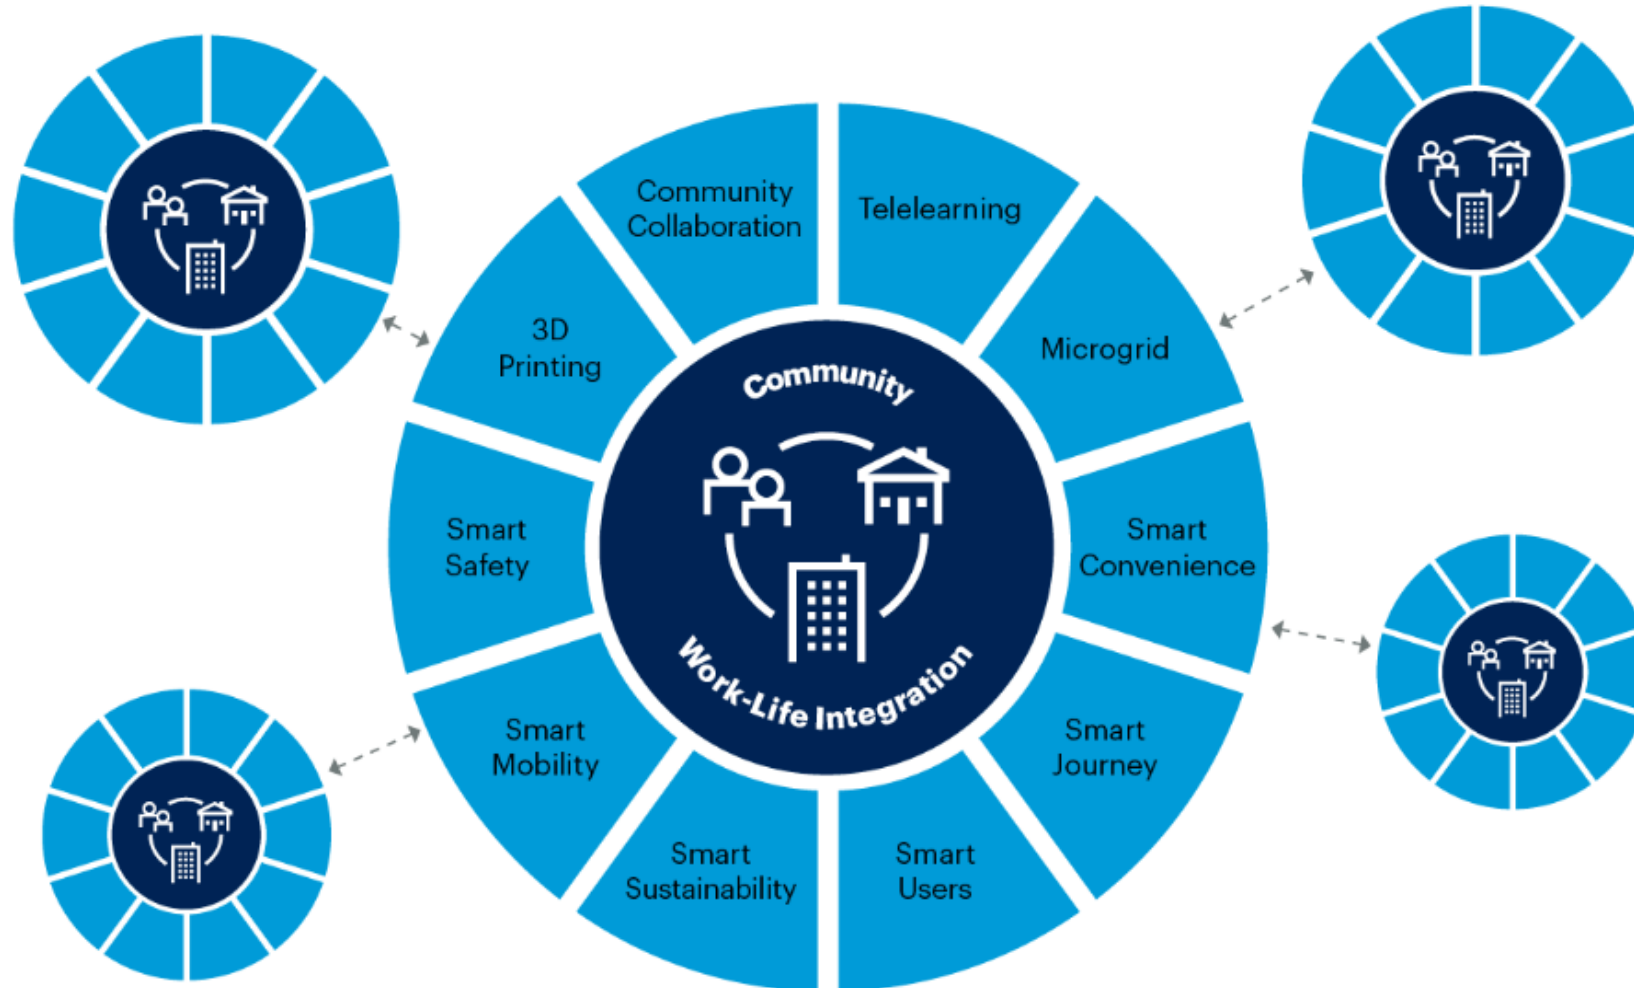 Community
Collaboration
Telelearning
Microgrid
Smart
Convenience
Smart
Journey
Smart
Users
Smart
Sustainability
Smart
Mobility
Smart
Safety
3D
Printing
Community
Work-Life Integration